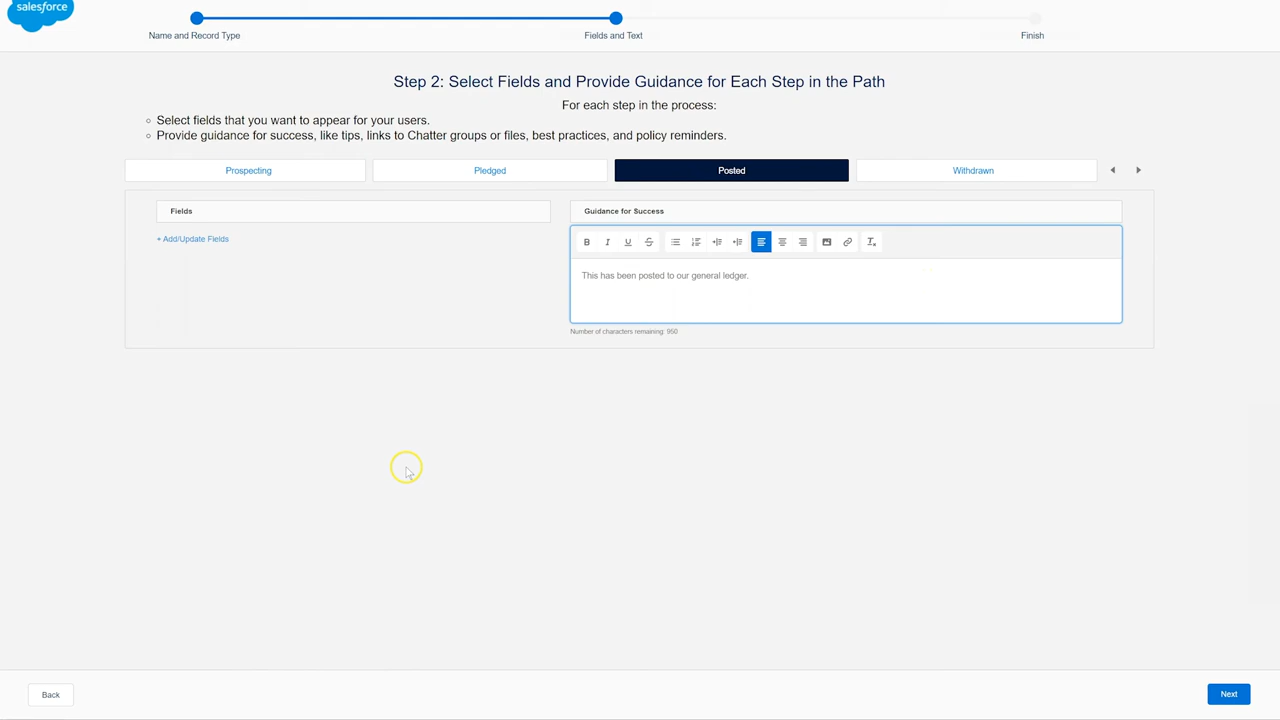 salesforce
Name and Record Type
Fields and Text
Finish
Step 2: Select Fields and Provide Guidance for Each Step in the Path
For each step in the process:
Select fields that you want to appear for your users.
Provide guidance for success, like tips, links to Chatter groups or files, best practices, and policy reminders.
Prospecting
Pledged
Posted
Withdrawn
Fields
Guidance for Success
+ Add/Update Fields
B I U S
This has been posted to our general ledger.
Number of characters remaining: 950
Back
Next